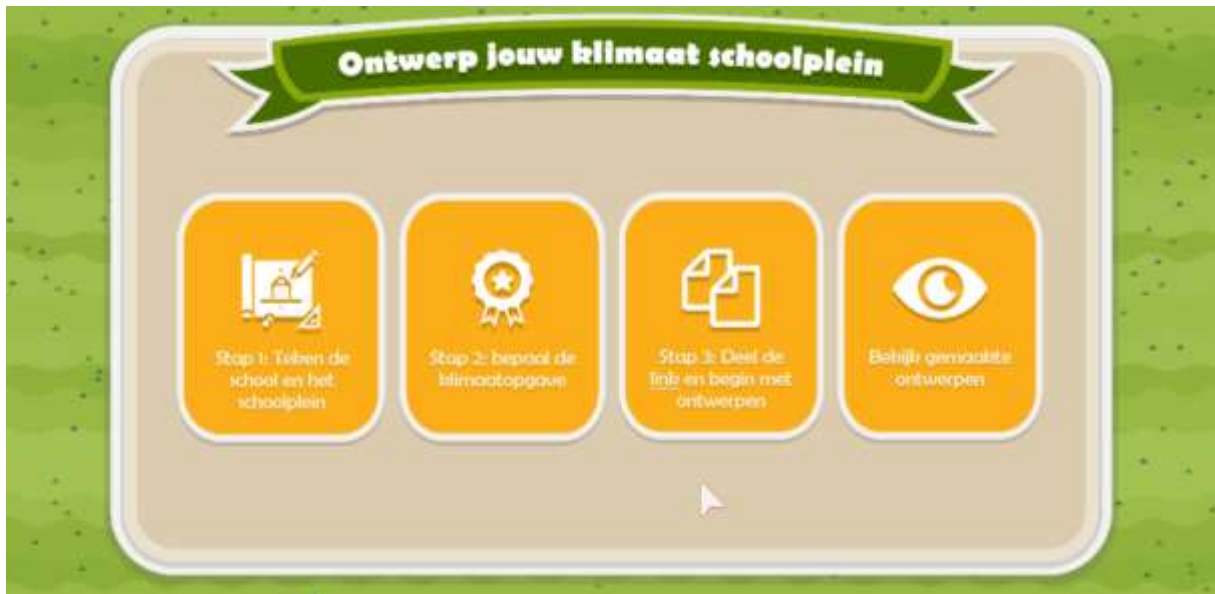 Ontwerp jouw klimaat schoolplein
Stap 1: Teken de
school en het
schoolplein
Stap 2: bepaal de
klimaatopgave
Stap 3: Deel de
link en begin met
ontwerpen
Bekijk gemaakte
ontwerpen